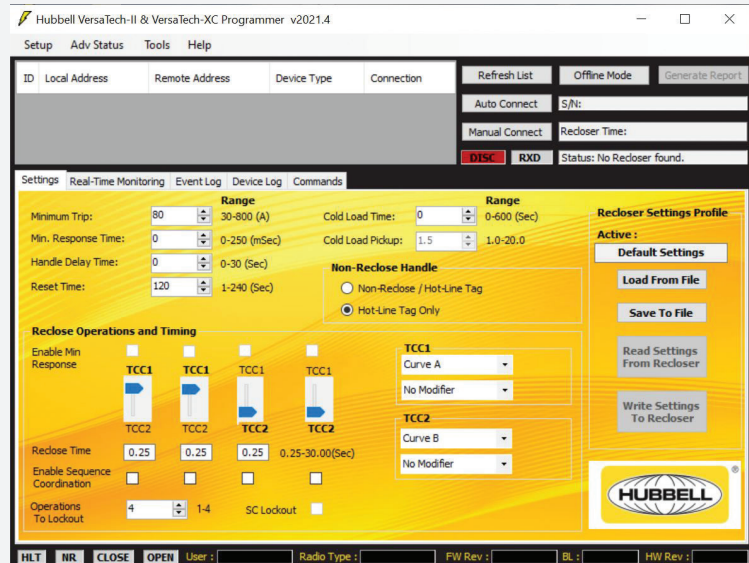 Hubbell VersaTech-II & VersaTech-XC Programmer v2021.4
Setup Adv Status Tools Help
ID Local Address Remote Address Device Type Connection
Refresh List Offline Mode Generate Report
Auto Connect S/N:
Manual Connect Recloser Time:
DISC RXD Status: No Recloser found.
Settings Real-Time Monitoring Event Log Device Log Commands
Range Range
Minimum Trip: 80 30-800 (A) Cold Load Time: 0 0-600 (Sec)
Min. Response Time: 0 0-250 (mSec) Cold Load Pickup: 1.5 1.0-20.0
Handle Delay Time: 0 0-30 (Sec)
Reset Time: 120 1-240 (Sec)
Non-Reclose Handle
Non-Reclose / Hot-Line Tag
Hot-Line Tag Only
Recloser Settings Profile
Active :
Default Settings
Load From File
Save To File
Read Settings
From Recloser
Write Settings
To Recloser
Reclose Operations and Timing
Enable Min
Response
TCC1 TCC1 TCC1 TCC1
TCC2 TCC2 TCC2 TCC2
Reclose Time 0.25 0.25 0.25 0.25-30.00(Sec)
Enable Sequence
Coordination
Operations
To Lockout
4 1-4 SC Lockout
TCC1
Curve A
No Modifier
TCC2
Curve B
No Modifier
HUBBELL
®
HLT NR CLOSE OPEN User : Radio Type : FW Rev : BL : HW Rev :